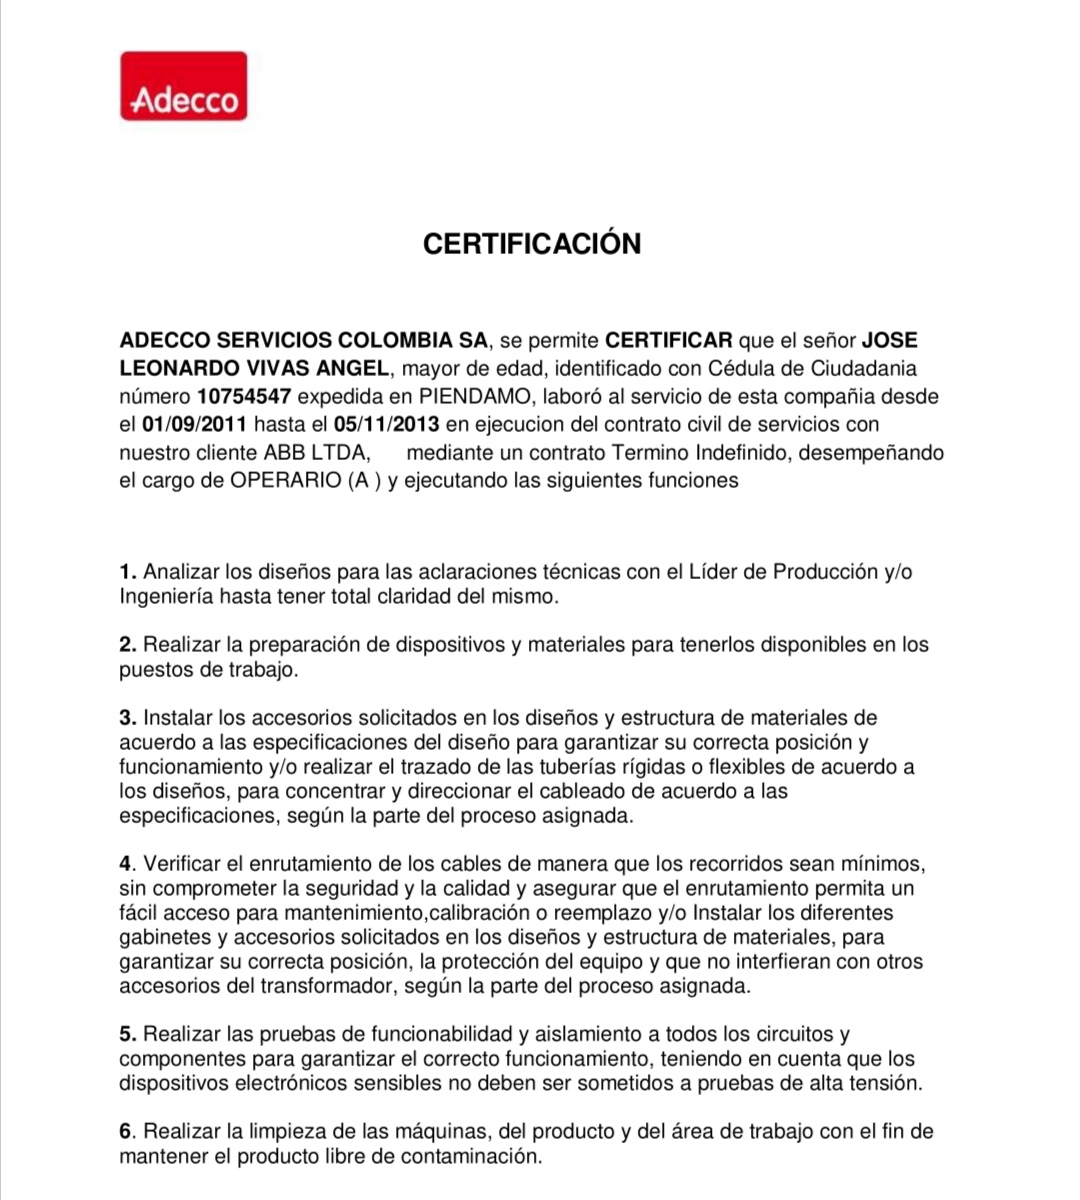 Adecco
CERTIFICACIÓN
ADECCO SERVICIOS COLOMBIA SA, se permite CERTIFICAR que el señor JOSE
LEONARDO VIVAS ANGEL, mayor de edad, identificado con Cédula de Ciudadania
número 10754547 expedida en PIENDAMO, laboró al servicio de esta compañia desde
el 01/09/2011 hasta el 05/11/2013 en ejecucion del contrato civil de servicios con
nuestro cliente ABB LTDA, mediante un contrato Termino Indefinido, desempeñando
el cargo de OPERARIO (A ) y ejecutando las siguientes funciones
1. Analizar los diseños para las aclaraciones técnicas con el Líder de Producción y/o
Ingeniería hasta tener total claridad del mismo.
2. Realizar la preparación de dispositivos y materiales para tenerlos disponibles en los
puestos de trabajo.
3. Instalar los accesorios solicitados en los diseños y estructura de materiales de
acuerdo a las especificaciones del diseño para garantizar su correcta posición y
funcionamiento y/o realizar el trazado de las tuberías rígidas o flexibles de acuerdo a
los diseños, para concentrar y direccionar el cableado de acuerdo a las
especificaciones, según la parte del proceso asignada.
4. Verificar el enrutamiento de los cables de manera que los recorridos sean mínimos,
sin comprometer la seguridad y la calidad y asegurar que el enrutamiento permita un
fácil acceso para mantenimiento,calibración o reemplazo y/o Instalar los diferentes
gabinetes y accesorios solicitados en los diseños y estructura de materiales, para
garantizar su correcta posición, la protección del equipo y que no interfieran con otros
accesorios del transformador, según la parte del proceso asignada.
5. Realizar las pruebas de funcionabilidad y aislamiento a todos los circuitos y
componentes para garantizar el correcto funcionamiento, teniendo en cuenta que los
dispositivos electrónicos sensibles no deben ser sometidos a pruebas de alta tensión.
6. Realizar la limpieza de las máquinas, del producto y del área de trabajo con el fin de
mantener el producto libre de contaminación.